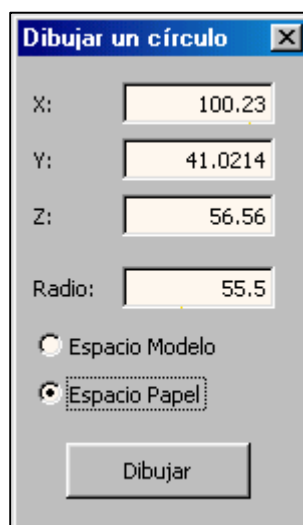 Dibujar un círculo
X: 100.23
Y: 41.0214
Z: 56.56
Radio: 55.5
Espacio Modelo
Espacio Papel
Dibujar